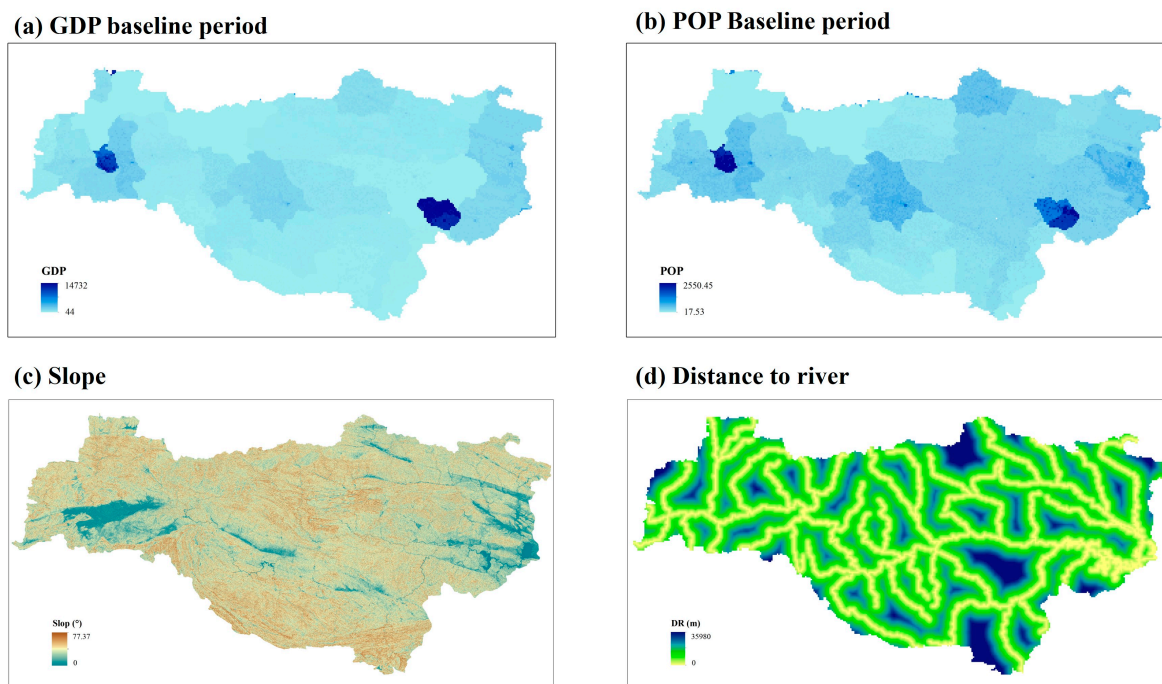 (a) GDP baseline period
(b) POP Baseline period
GDP
14732
44
POP
2550.45
17.53
(c) Slope
(d) Distance to river
Slop (°)
77.37
0
DR (m)
35980
0